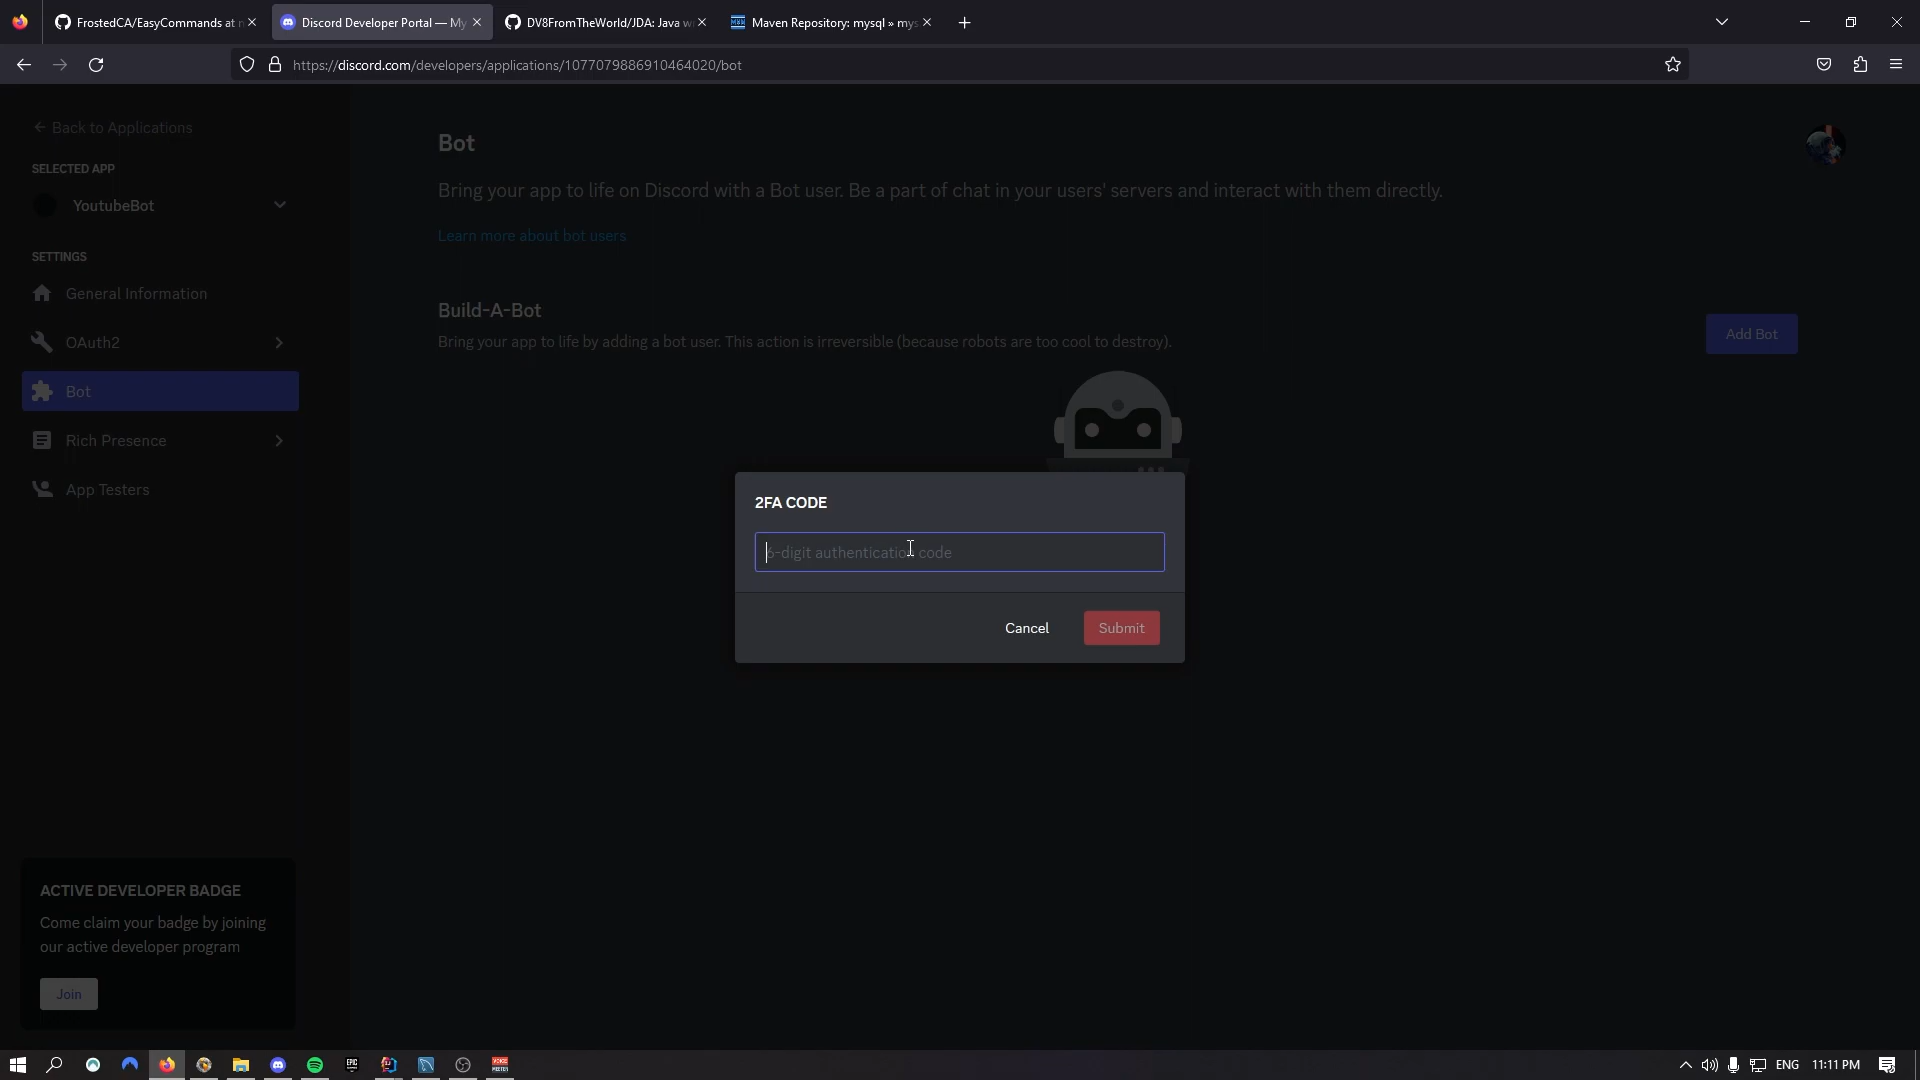 FrostedCA/EasyCommands at
Discord Developer Portal — My
DV8FromTheWorld/JDA: Java w
Maven Repository: mysql » mys
https://discord.com/developers/applications/1077079886910464020/bot
Back to Applications
SELECTED APP
YoutubeBot
SETTINGS
General Information
OAuth2
Bot
Rich Presence
App Testers
Bot
Bring your app to life on Discord with a Bot user. Be a part of chat in your users' servers and interact with them directly.
Learn more about bot users
Build-A-Bot
Bring your app to life by adding a bot user. This action is irreversible (because robots are too cool to destroy).
Add Bot
2FA CODE
6-digit authentication code
Cancel
Submit
ACTIVE DEVELOPER BADGE
Come claim your badge by joining
our active developer program
Join
EPIC
VOICE
MEETER
ENG
11:11 PM